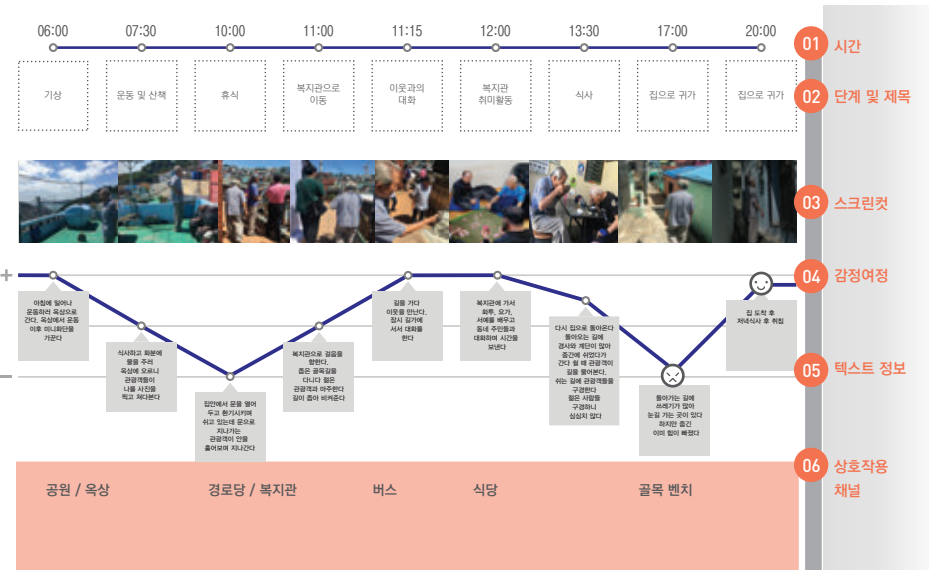 06:00 07:30 10:00 11:00 11:15 12:00 13:30 17:00 20:00
01 시간
기상
운동 및 산책
휴식
복지관으로
이동
이웃과의
대화
복지관
취미활동
식사
집으로 귀가
집으로 귀가
02 단계 및 제목
03 스크린컷
+
04 감정여정
아침에 일어나
운동하러 옥상으로
간다. 옥상에서 운동
이후 미니화단을
가꾼다
식사하고 화분에
물을 주러
옥상에 오르니
관광객들이
나를 사진을
찍고 쳐다본다
집안에서 문을 열어
두고 환기시키며
쉬고 있는데 문으로
지나가는
관광객이 안을
훑어보며 지나간다
복지관으로 걸음을
향한다.
좁은 골목길을
다니다 젊은
관광객과 마주한다
길이 좁아 비켜준다
길을 가다
이웃을 만난다.
잠시 길가에
서서 대화를
한다
복지관에 가서
화투, 요가,
서예를 배우고
동네 주민들과
대화하며 시간을
보낸다
다시 집으로 돌아온다
돌아오는 길에
경사와 계단이 많아
중간에 쉬었다가
간다 쉴 때 관광객이
길을 물어본다.
쉬는 길에 관광객들을
구경한다
젊은 사람들
구경하니
심심치 않다
돌아가는 길에
쓰레기가 많아
눈길 가는 곳이 있다
하지만 줍긴
이미 힘이 빠졌다
집 도착 후
저녁식사 후 취침
−
05 텍스트 정보
06 상호작용
채널
공원 / 옥상
경로당 / 복지관
버스
식당
골목 벤치